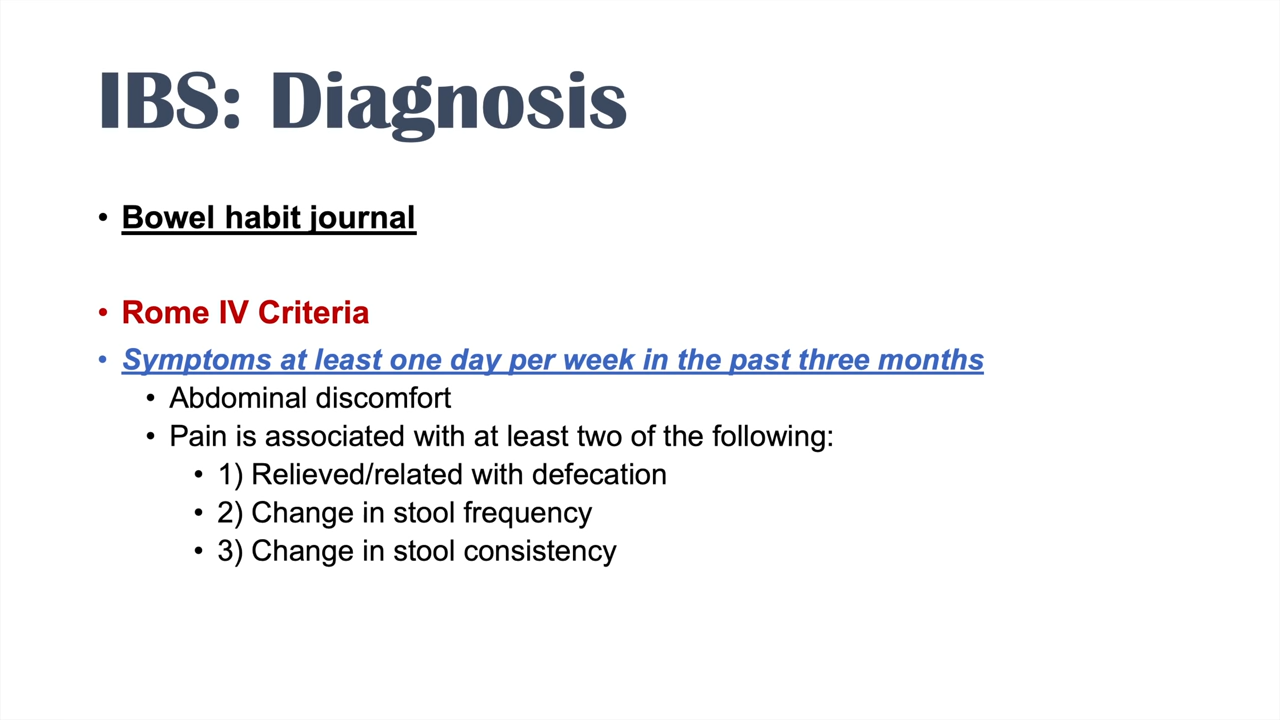 IBS: Diagnosis
• Bowel habit journal
• Rome IV Criteria
• Symptoms at least one day per week in the past three months
• Abdominal discomfort
• Pain is associated with at least two of the following:
• 1) Relieved/related with defecation
• 2) Change in stool frequency
• 3) Change in stool consistency